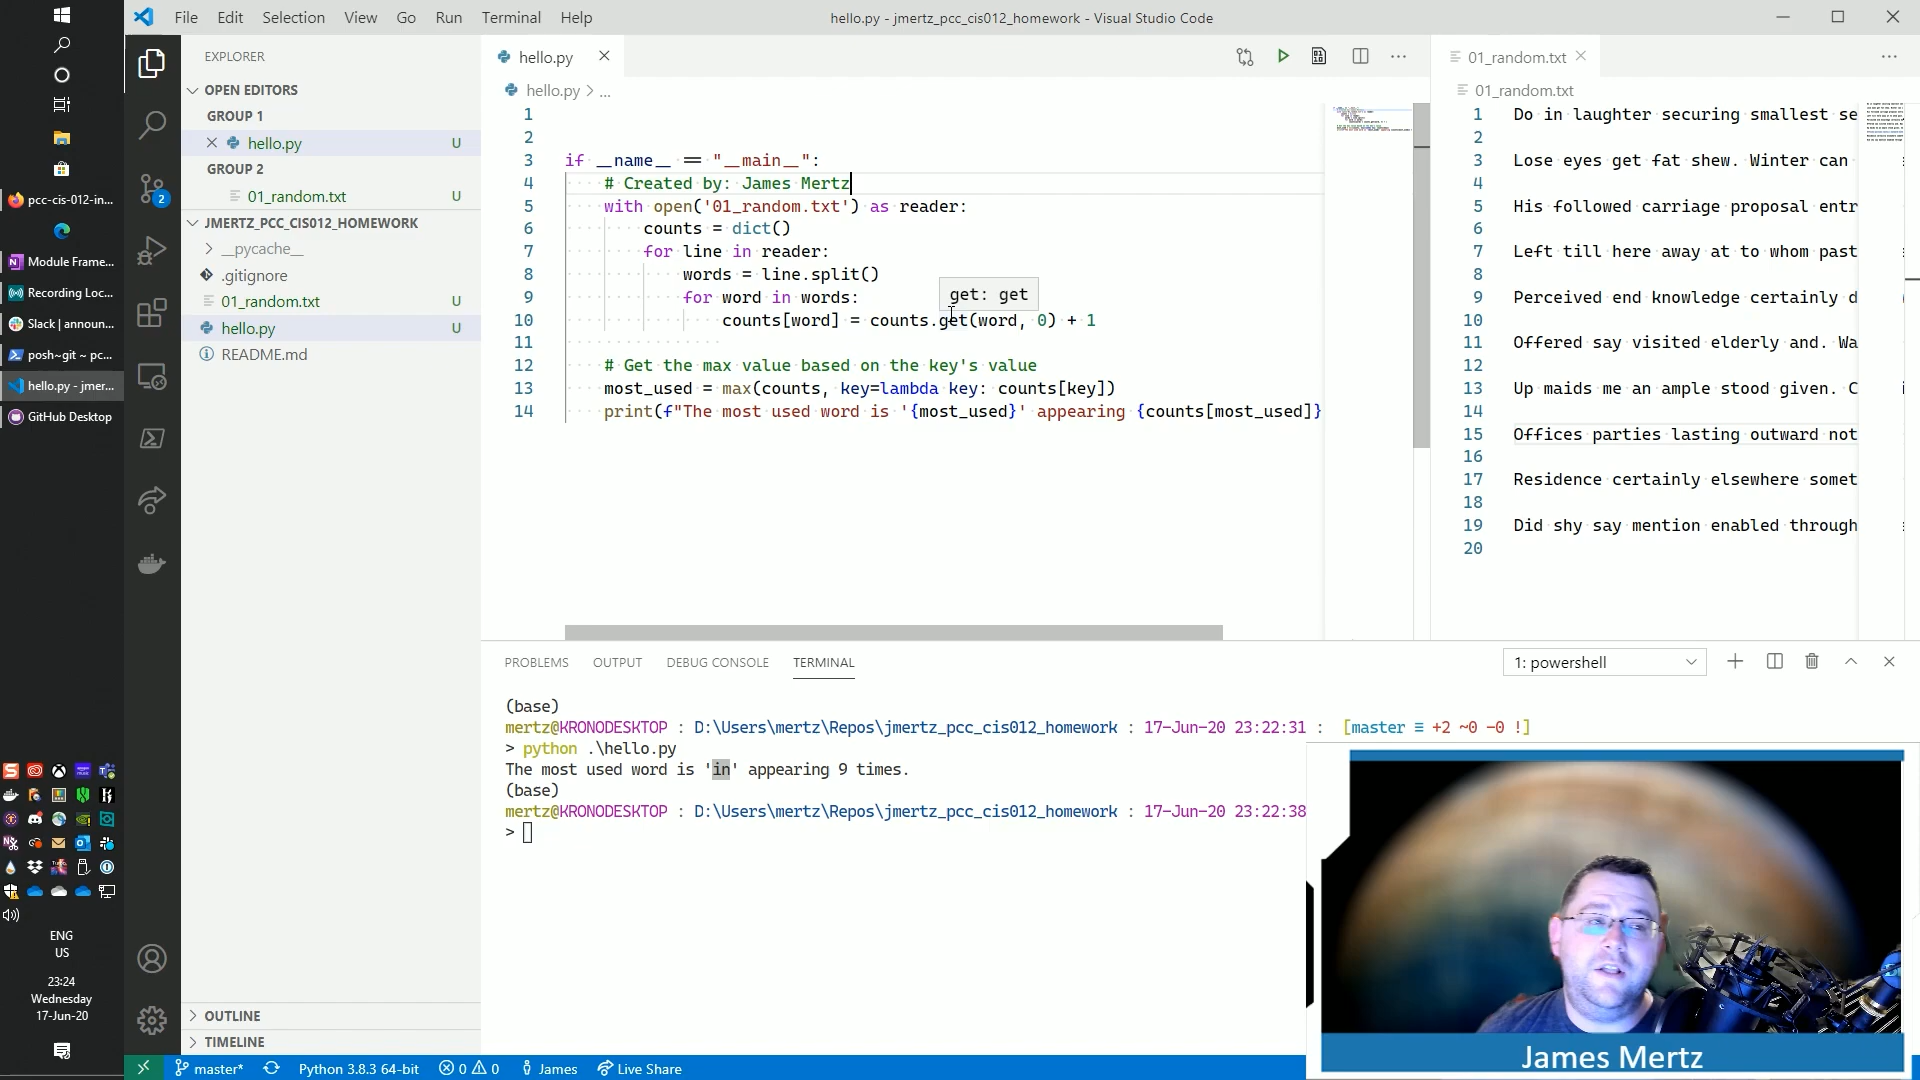 File Edit Selection View Go Run Terminal Help
hello.py - jmertz_pcc_cis012_homework - Visual Studio Code
EXPLORER
OPEN EDITORS
GROUP 1
hello.py U
GROUP 2
01_random.txt U
JMERTZ_PCC_CIS012_HOMEWORK
__pycache__
.gitignore
01_random.txt U
hello.py U
README.md
OUTLINE
TIMELINE
pcc-cis-012-in...
Module Frame...
Recording Loc...
Slack | announ...
posh~git ~ pc...
hello.py - jmer...
GitHub Desktop
ENG
US
23:24
Wednesday
17-Jun-20
2
hello.py
hello.py > ...
1
2
3 if __name__ == "__main__":
4 # Created by: James Mertz
5 with open('01_random.txt') as reader:
6 counts = dict()
7 for line in reader:
8 words = line.split()
9 for word in words:
get: get
10 counts[word] = counts.get(word, 0) + 1
11
12 # Get the max value based on the key's value
13 most_used = max(counts, key=lambda key: counts[key])
14 print(f"The most used word is '{most_used}' appearing {counts[most_used]}
01_random.txt
01_random.txt
1 Do in laughter securing smallest se
2
3 Lose eyes get fat shew. Winter can
4
5 His followed carriage proposal entr
6
7 Left till here away at to whom past
8
9 Perceived end knowledge certainly d
10
11 Offered say visited elderly and. Wa
12
13 Up maids me an ample stood given. C
14
15 Offices parties lasting outward not
16
17 Residence certainly elsewhere somet
18
19 Did shy say mention enabled through
20
PROBLEMS OUTPUT DEBUG CONSOLE TERMINAL
1: powershell
(base)
mertz@KRONODESKTOP : D:\Users\mertz\Repos\jmertz_pcc_cis012_homework : 17-Jun-20 23:22:31 : [master ≡ +2 ~0 -0 !]
> python .\hello.py
The most used word is 'in' appearing 9 times.
(base)
mertz@KRONODESKTOP : D:\Users\mertz\Repos\jmertz_pcc_cis012_homework : 17-Jun-20 23:22:38
>
James Mertz
master* Python 3.8.3 64-bit 0 0 James Live Share